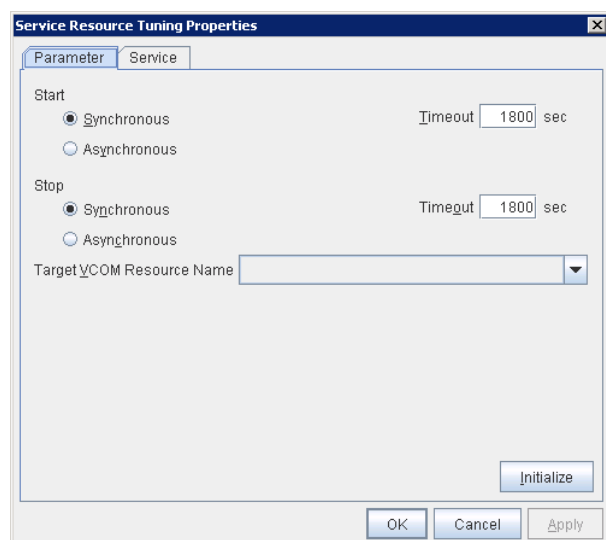 Service Resource Tuning Properties
Parameter Service
Start
Synchronous Timeout 1800 sec
Asynchronous
Stop
Synchronous Timeout 1800 sec
Asynchronous
Target VCOM Resource Name
Initialize
OK Cancel Apply